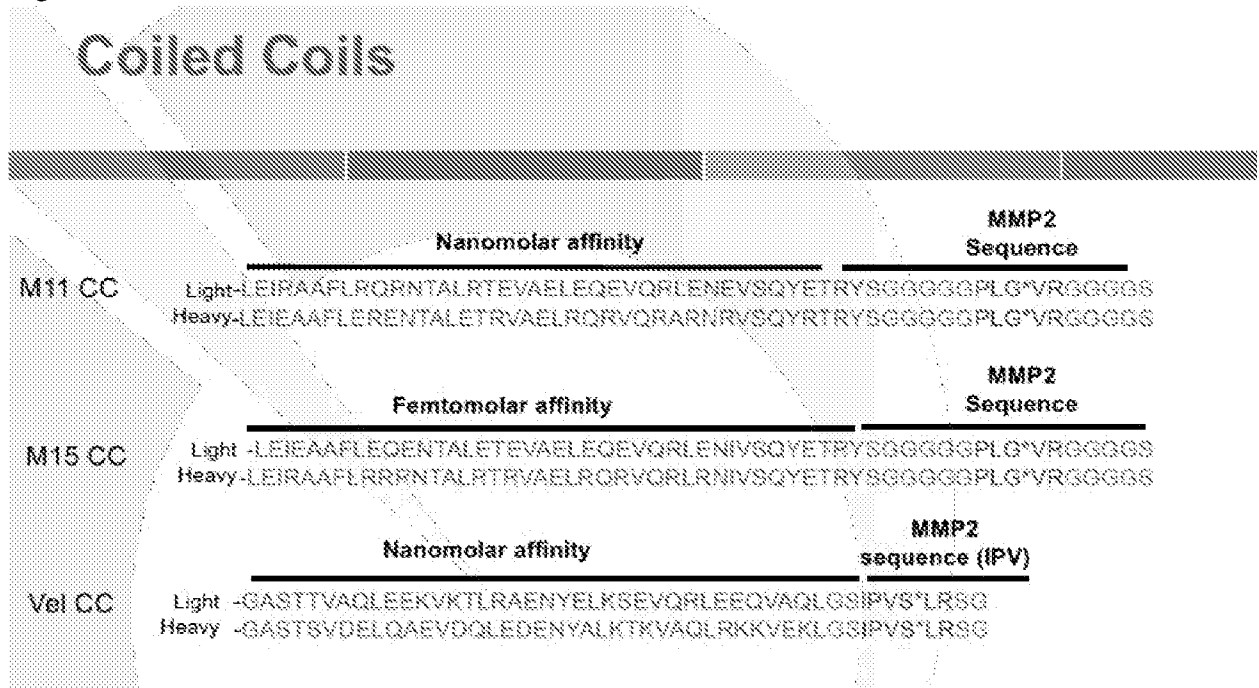 Coiled Coils
Nanomolar affinity
MMP2
Sequence
M11 CC
Light-LEIRAAFLRQRNTALRTEVAELEQEVQRLENEVSQYETRYSGGGGGPLG*VRGGGGS
Heavy-LEIEAAFLERENTALETRVAELRQRVQRARNRVSQYRTRYSGGGGGPLG*VRGGGGS
Femtomolar affinity
MMP2
Sequence
M15 CC
Light -LEIEAAFLEQENTALETEVAELEQEVQRLENIVSQYETRYSGGGGGPLG*VRGGGGS
Heavy-LEIRAAFLRRRNTALRTRVAELRQRVQRLRNIVSQYETRYSGGGGGPLG*VRGGGGS
Nanomolar affinity
MMP2
sequence (IPV)
Vel CC
Light -GASTTVAQLEEKVKTLRAENYELKSEVQRLEEQVAQLGSIPVS*LRSG
Heavy -GASTSVDELQAEVDQLEDENYALKTKVAQLRKKVEKLGSIPVS*LRSG